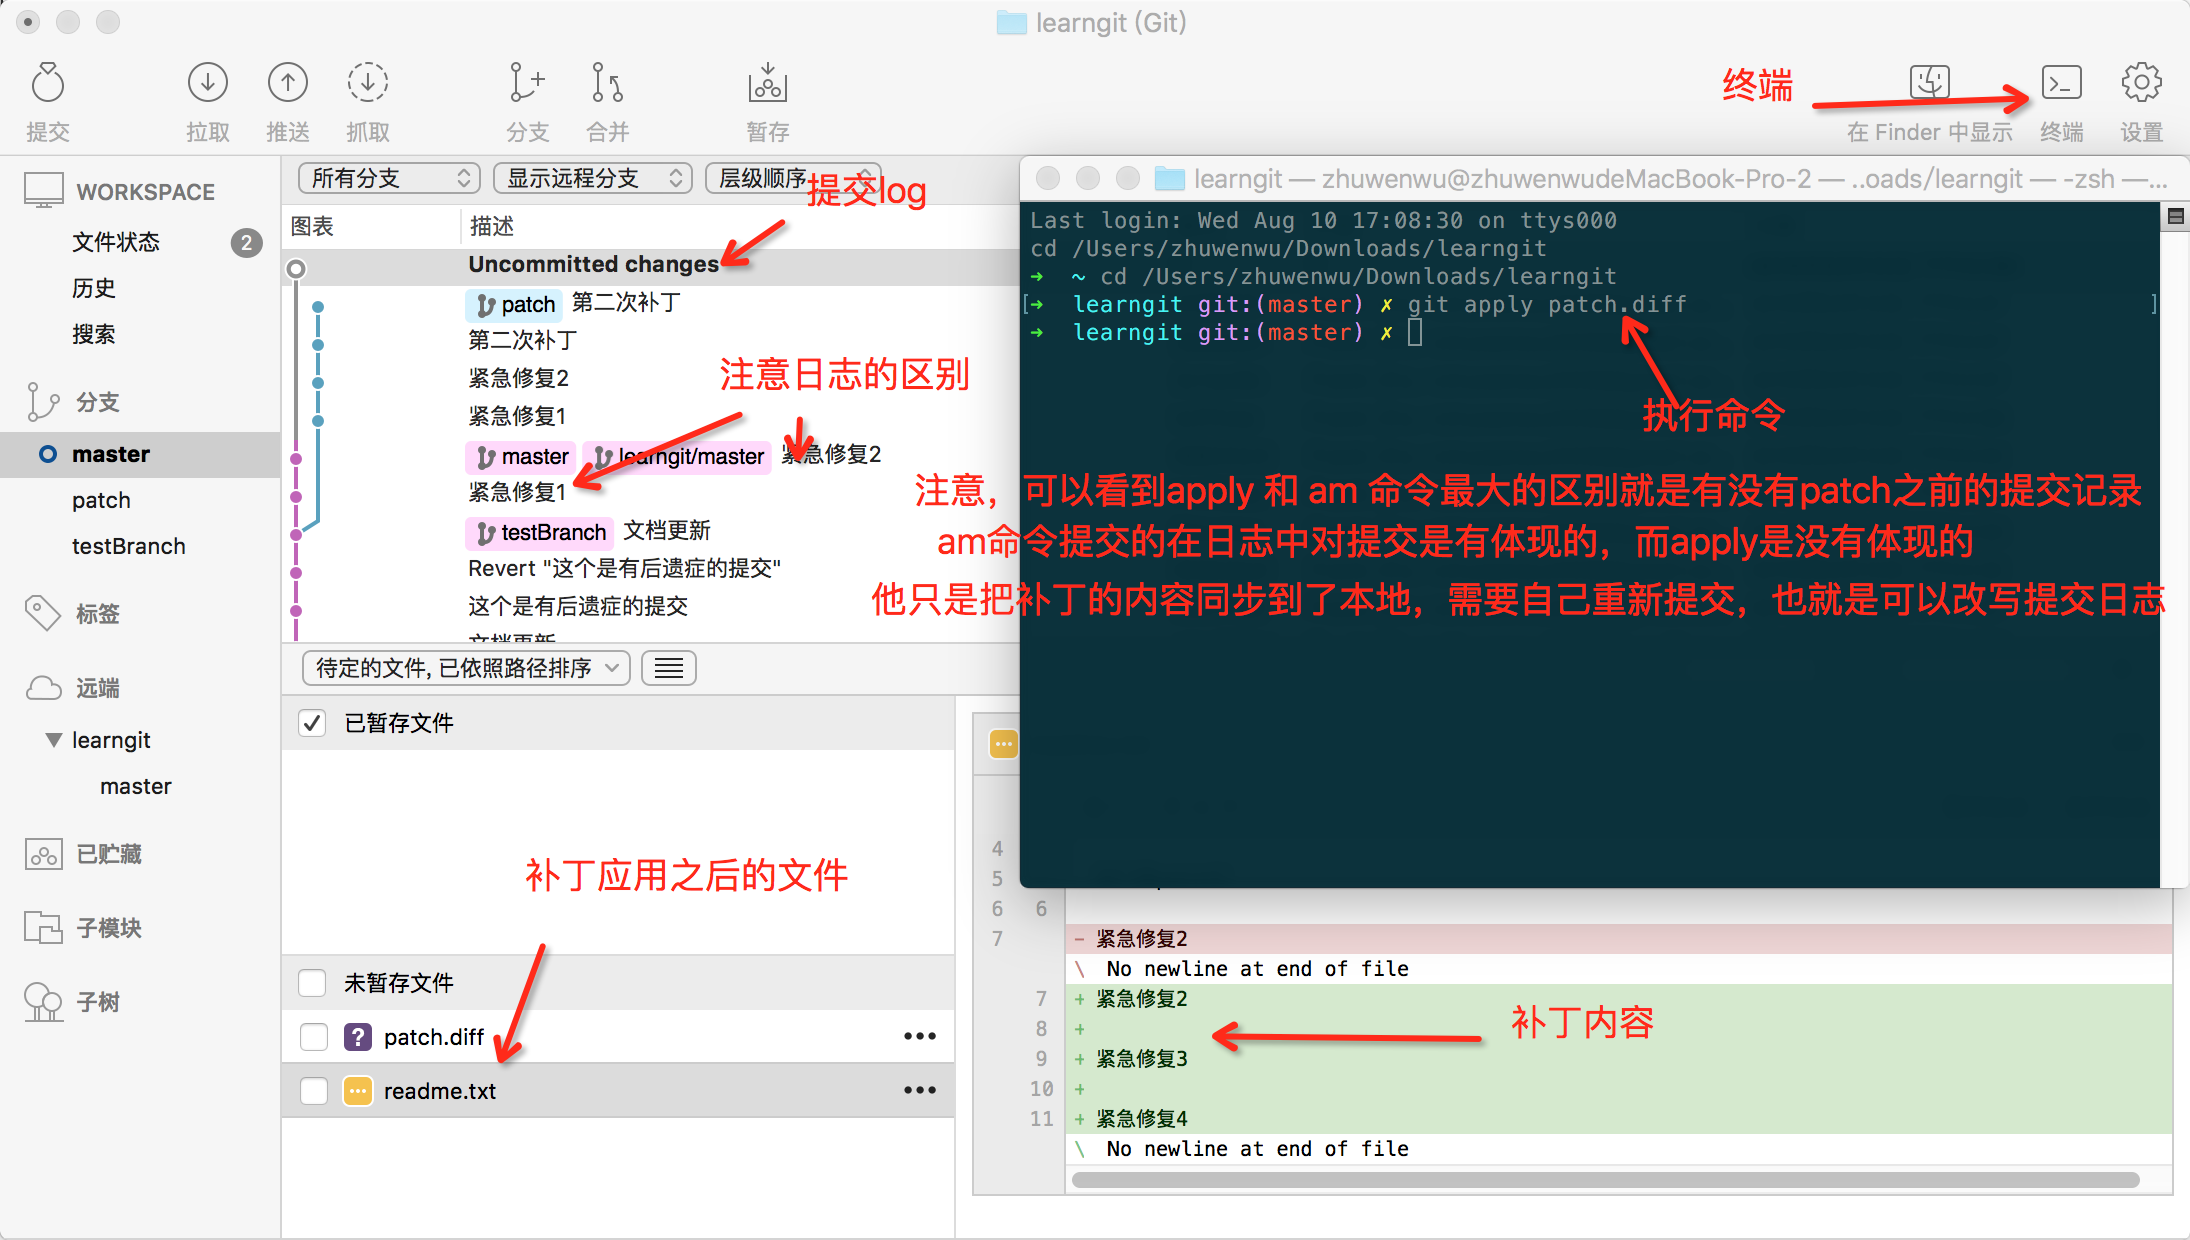 learngit (Git)
提交
拉取
推送
抓取
分支
合并
暂存
终端
在 Finder 中显示
终端
设置
WORKSPACE
文件状态
2
历史
搜索
分支
master
patch
testBranch
标签
远端
learngit
master
已贮藏
子模块
子树
所有分支
显示远程分支
层级顺序
提交log
图表
描述
Uncommitted changes
patch 第二次补丁
第二次补丁
紧急修复2
注意日志的区别
紧急修复1
master learngit/master 紧急修复2
紧急修复1
testBranch 文档更新
Revert "这个是有后遗症的提交"
这个是有后遗症的提交
文档更新
learngit — zhuwenwu@zhuwenwudeMacBook-Pro-2 — ..oads/learngit — -zsh —...
Last login: Wed Aug 10 17:08:30 on ttys000
cd /Users/zhuwenwu/Downloads/learngit
➜ ~ cd /Users/zhuwenwu/Downloads/learngit
[➜ learngit git:(master) ✗ git apply patch.diff ]
➜ learngit git:(master) ✗
执行命令
注意，可以看到apply 和 am 命令最大的区别就是有没有patch之前的提交记录
am命令提交的在日志中对提交是有体现的，而apply是没有体现的
他只是把补丁的内容同步到了本地，需要自己重新提交，也就是可以改写提交日志
待定的文件, 已依照路径排序
已暂存文件
补丁应用之后的文件
未暂存文件
? patch.diff •••
readme.txt •••
4
5
6 6
7 - 紧急修复2
\ No newline at end of file
7 + 紧急修复2
8 +
补丁内容
9 + 紧急修复3
10 +
11 + 紧急修复4
\ No newline at end of file